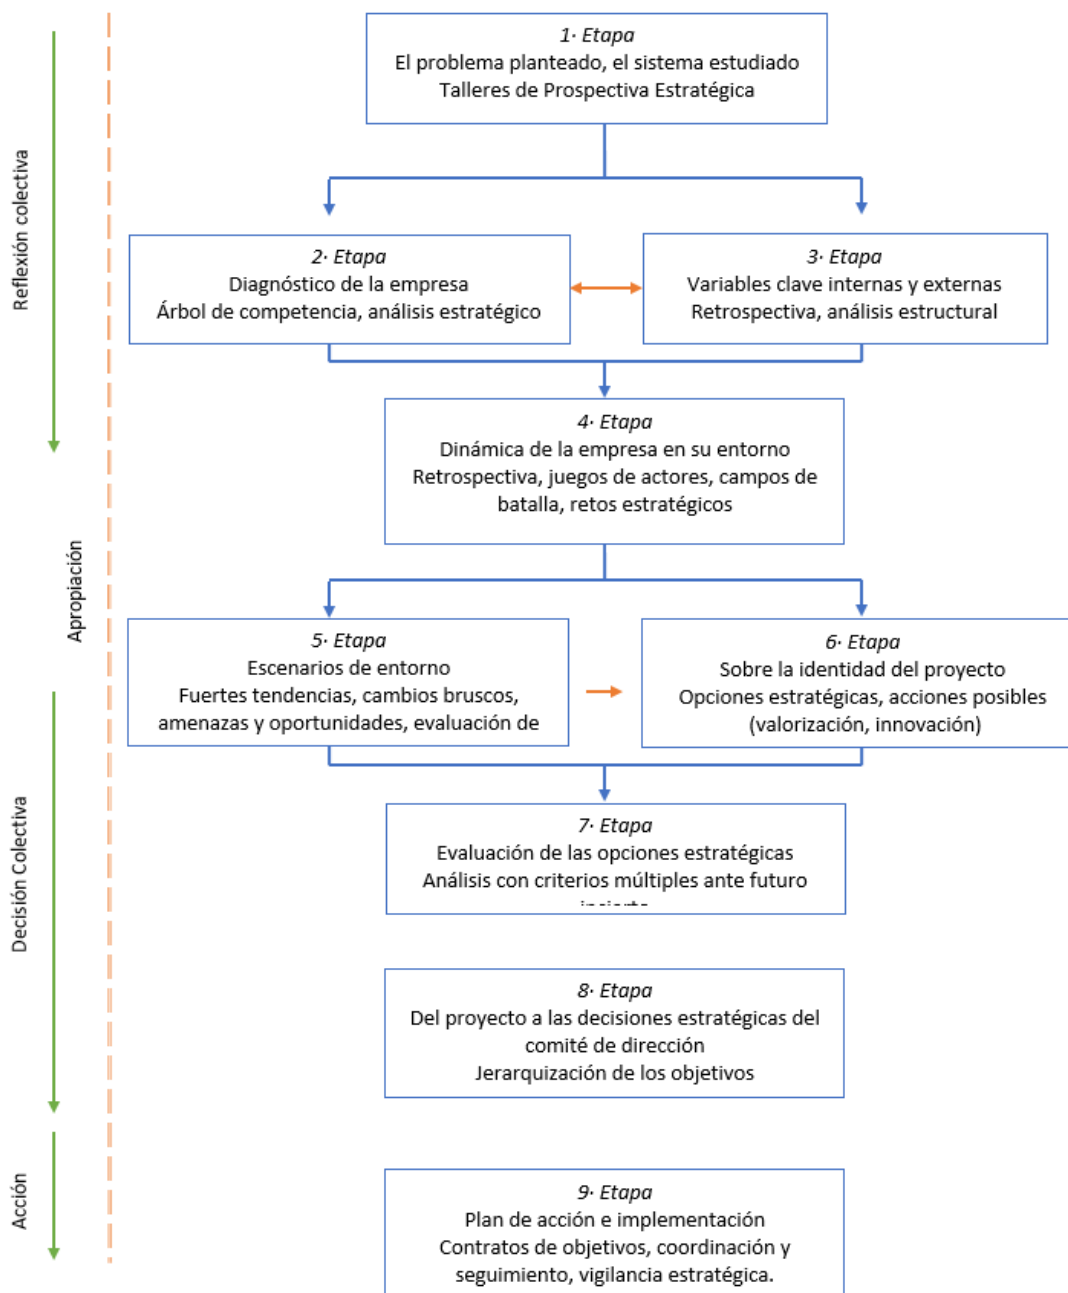 1· Etapa
El problema planteado, el sistema estudiado
Talleres de Prospectiva Estratégica
Reflexión colectiva
2· Etapa
Diagnóstico de la empresa
Árbol de competencia, análisis estratégico
3· Etapa
Variables clave internas y externas
Retrospectiva, análisis estructural
4· Etapa
Dinámica de la empresa en su entorno
Retrospectiva, juegos de actores, campos de
batalla, retos estratégicos
Apropiación
5· Etapa
Escenarios de entorno
Fuertes tendencias, cambios bruscos,
amenazas y oportunidades, evaluación de
6· Etapa
Sobre la identidad del proyecto
Opciones estratégicas, acciones posibles
(valorización, innovación)
Decisión Colectiva
7· Etapa
Evaluación de las opciones estratégicas
Análisis con criterios múltiples ante futuro
8· Etapa
Del proyecto a las decisiones estratégicas del
comité de dirección
Jerarquización de los objetivos
Acción
9· Etapa
Plan de acción e implementación
Contratos de objetivos, coordinación y
seguimiento, vigilancia estratégica.